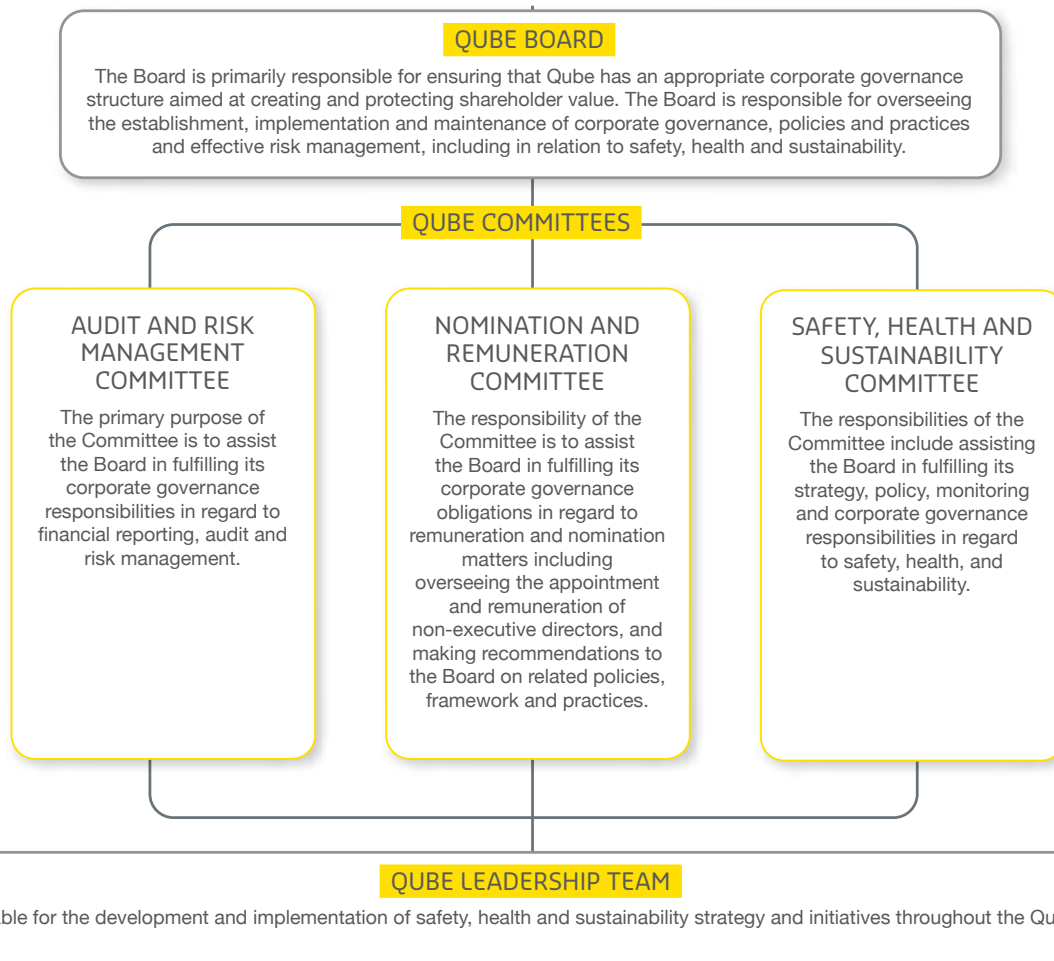 QUBE BOARD
The Board is primarily responsible for ensuring that Qube has an appropriate corporate governance
structure aimed at creating and protecting shareholder value. The Board is responsible for overseeing
the establishment, implementation and maintenance of corporate governance, policies and practices
and effective risk management, including in relation to safety, health and sustainability.
QUBE COMMITTEES
AUDIT AND RISK
MANAGEMENT
COMMITTEE
The primary purpose of
the Committee is to assist
the Board in fulfilling its
corporate governance
responsibilities in regard to
financial reporting, audit and
risk management.
NOMINATION AND
REMUNERATION
COMMITTEE
The responsibility of the
Committee is to assist
the Board in fulfilling its
corporate governance
obligations in regard to
remuneration and nomination
matters including
overseeing the appointment
and remuneration of
non-executive directors, and
making recommendations to
the Board on related policies,
framework and practices.
SAFETY, HEALTH AND
SUSTAINABILITY
COMMITTEE
The responsibilities of the
Committee include assisting
the Board in fulfilling its
strategy, policy, monitoring
and corporate governance
responsibilities in regard
to safety, health, and
sustainability.
QUBE LEADERSHIP TEAM
for the development and implementation of safety, health and sustainability strategy and initiatives throughout the